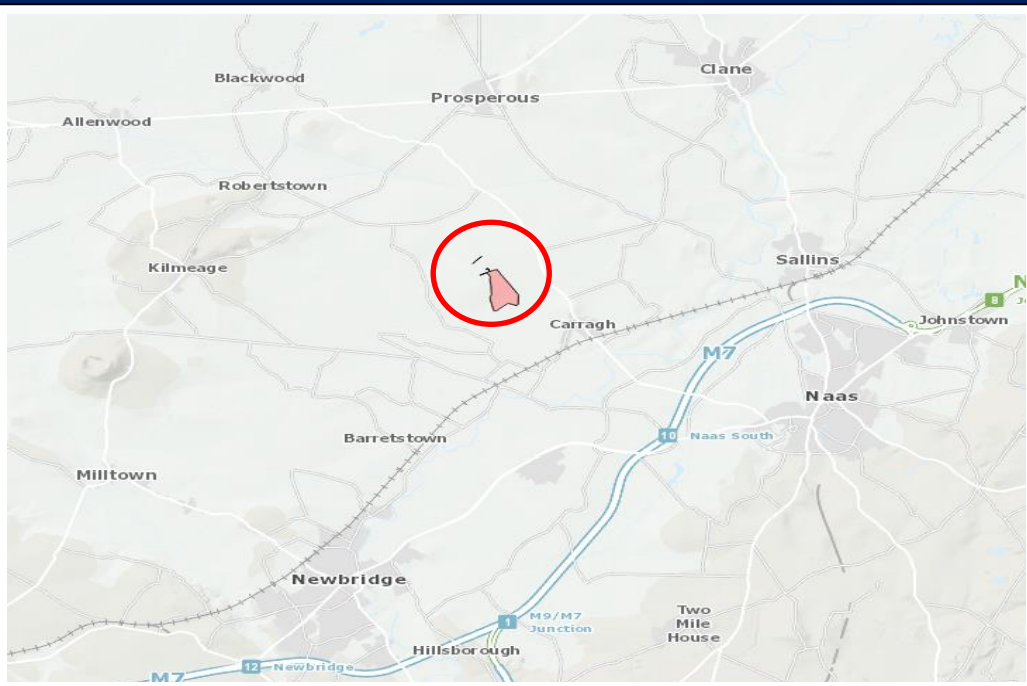 Clane
Blackwood
Prosperous
Allenwood
Robertstown
Kilmeage
Sallins
N
8
Johnstown
Carragh
M7
Naas
Barretstown
10
Naas South
Milltown
Newbridge
1
M9/M7
Junction
Two
Mile
House
Hillsborough
12
Newbridge
M7